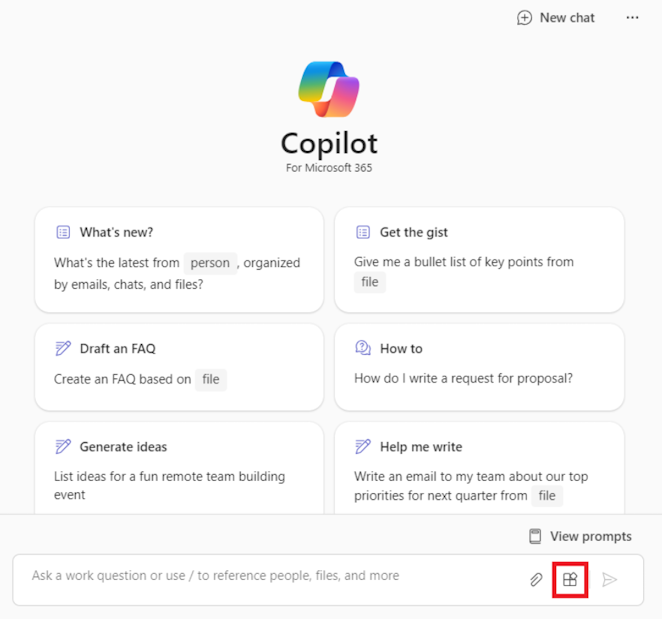 New chat
Copilot
For Microsoft 365
What's new?
What's the latest from person , organized
by emails, chats, and files?
Get the gist
Give me a bullet list of key points from
file
Draft an FAQ
Create an FAQ based on file
How to
How do I write a request for proposal?
Generate ideas
List ideas for a fun remote team building
event
Help me write
Write an email to my team about our top
priorities for next quarter from file
View prompts
Ask a work question or use / to reference people, files, and more